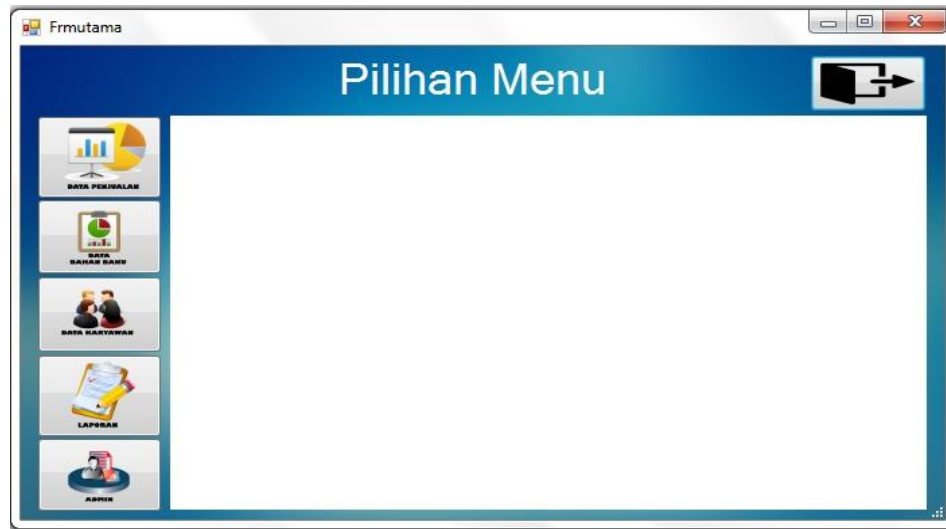 Frmutama
Pilihan Menu
DATA PENJUALAN
DATA
BAHAN BAKU
DATA KARYAWAN
LAPORAN
ADMIN